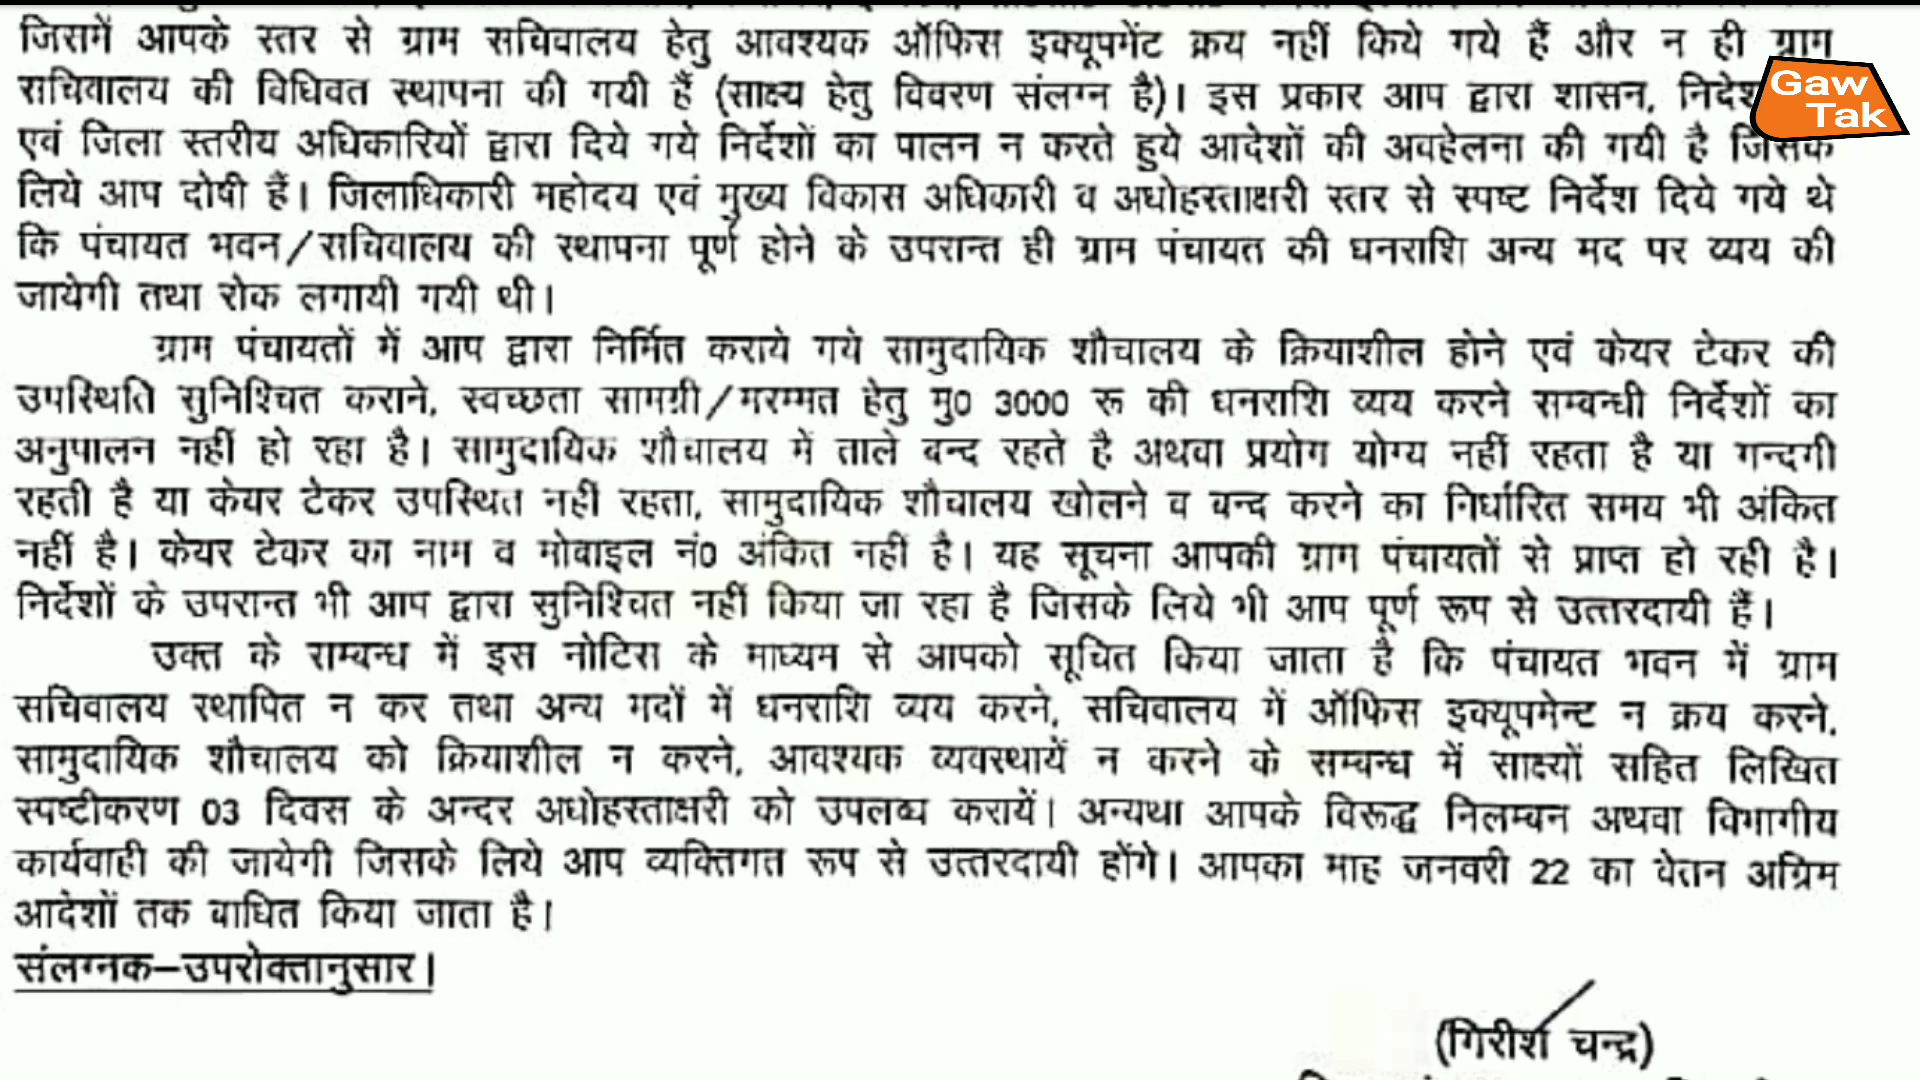 जिसमें आपके स्तर से ग्राम सचिवालय हेतु आवश्यक ऑफिस इक्यूपमेंट क्रय नहीं किये गये हैं और न ही ग्राम
सचिवालय की विधिवत स्थापना की गयी हैं (साक्ष्य हेतु विवरण संलग्न है)। इस प्रकार आप द्वारा शासन, निदेश
एवं जिला स्तरीय अधिकारियों द्वारा दिये गये निर्देशों का पालन न करते हुये आदेशों की अवहेलना की गयी है जिसके
लिये आप दोषी हैं। जिलाधिकारी महोदय एवं मुख्य विकास अधिकारी व अधोहस्ताक्षरी स्तर से स्पष्ट निर्देश दिये गये थे
कि पंचायत भवन/सचिवालय की स्थापना पूर्ण होने के उपरान्त ही ग्राम पंचायत की धनराशि अन्य मद पर व्यय की
जायेगी तथा रोक लगायी गयी थी।
ग्राम पंचायतों में आप द्वारा निर्मित कराये गये सामुदायिक शौचालय के क्रियाशील होने एवं केयर टेकर की
उपस्थिति सुनिश्चित कराने, स्वच्छता सामग्री/मरम्मत हेतु मु0 3000 रू की धनराशि व्यय करने सम्बन्धी निर्देशों का
अनुपालन नहीं हो रहा है। सामुदायिक शौचालय में ताले बन्द रहते है अथवा प्रयोग योग्य नहीं रहता है या गन्दगी
रहती है या केयर टेकर उपस्थित नहीं रहता, सामुदायिक शौचालय खोलने व बन्द करने का निर्धारित समय भी अंकित
नहीं है। केयर टेकर का नाम व मोबाइल नं0 अंकित नहीं है। यह सूचना आपकी ग्राम पंचायतों से प्राप्त हो रही है।
निर्देशों के उपरान्त भी आप द्वारा सुनिश्चित नहीं किया जा रहा है जिसके लिये भी आप पूर्ण रूप से उत्तरदायी हैं।
उक्त के सम्बन्ध में इस नोटिस के माध्यम से आपको सूचित किया जाता है कि पंचायत भवन में ग्राम
सचिवालय स्थापित न कर तथा अन्य मदों में धनराशि व्यय करने, सचिवालय में ऑफिस इक्यूपमेन्ट न क्रय करने,
सामुदायिक शौचालय को क्रियाशील न करने, आवश्यक व्यवस्थायें न करने के सम्बन्ध में साक्ष्यों सहित लिखित
स्पष्टीकरण 03 दिवस के अन्दर अधोहस्ताक्षरी को उपलब्ध करायें। अन्यथा आपके विरूद्ध निलम्बन अथवा विभागीय
कार्यवाही की जायेगी जिसके लिये आप व्यक्तिगत रूप से उत्तरदायी होंगे। आपका माह जनवरी 22 का वेतन अग्रिम
आदेशों तक बाधित किया जाता है।
संलग्नक–उपरोक्तानुसार।
(गिरीश चन्द्र)
Gaw
Tak